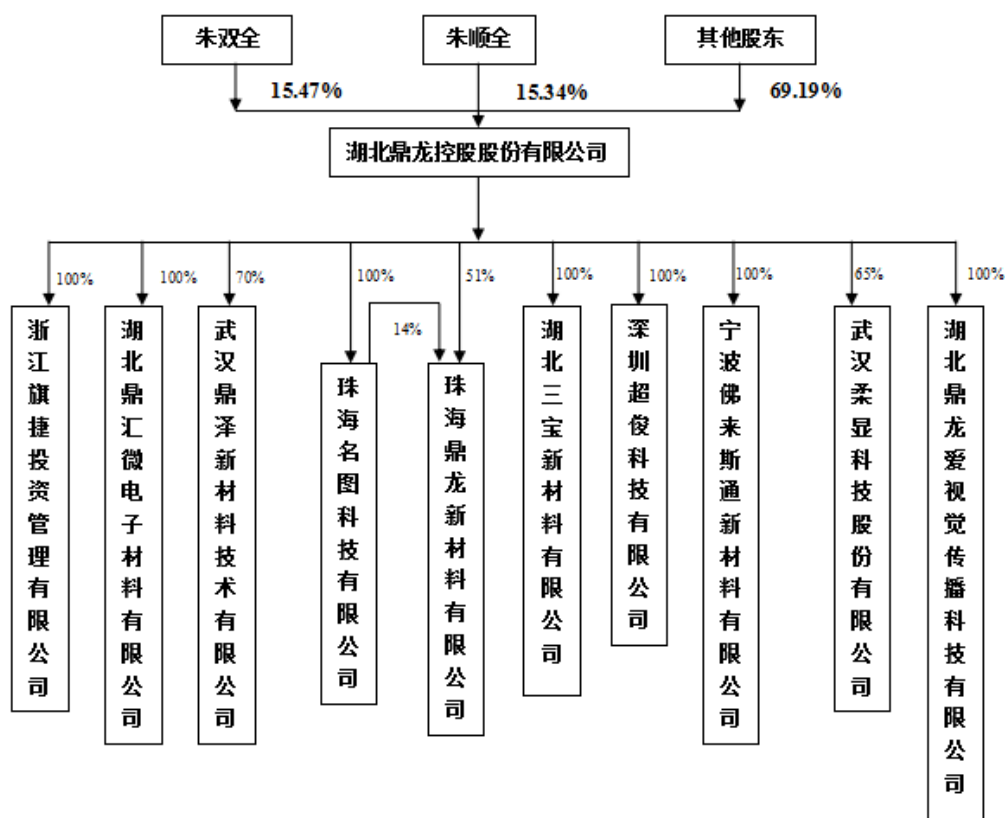 朱双全
朱顺全
其他股东
15.47%
15.34%
69.19%
湖北鼎龙控股股份有限公司
100%
100%
70%
100%
51%
100%
100%
100%
65%
100%
14%
浙江旗捷投资管理有限公司
湖北鼎汇微电子材料有限公司
武汉鼎泽新材料技术有限公司
珠海名图科技有限公司
珠海鼎龙新材料有限公司
湖北三宝新材料有限公司
深圳超俊科技有限公司
宁波佛来斯通新材料有限公司
武汉柔显科技股份有限公司
湖北鼎龙爱视觉传播科技有限公司